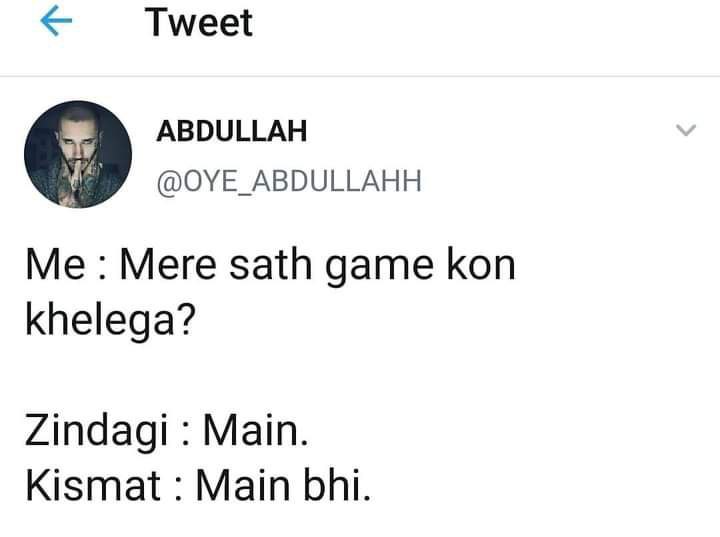 Tweet
ABDULLAH
@OYE_ABDULLAHH
Me : Mere sath game kon
khelega?
Zindagi : Main.
Kismat : Main bhi.